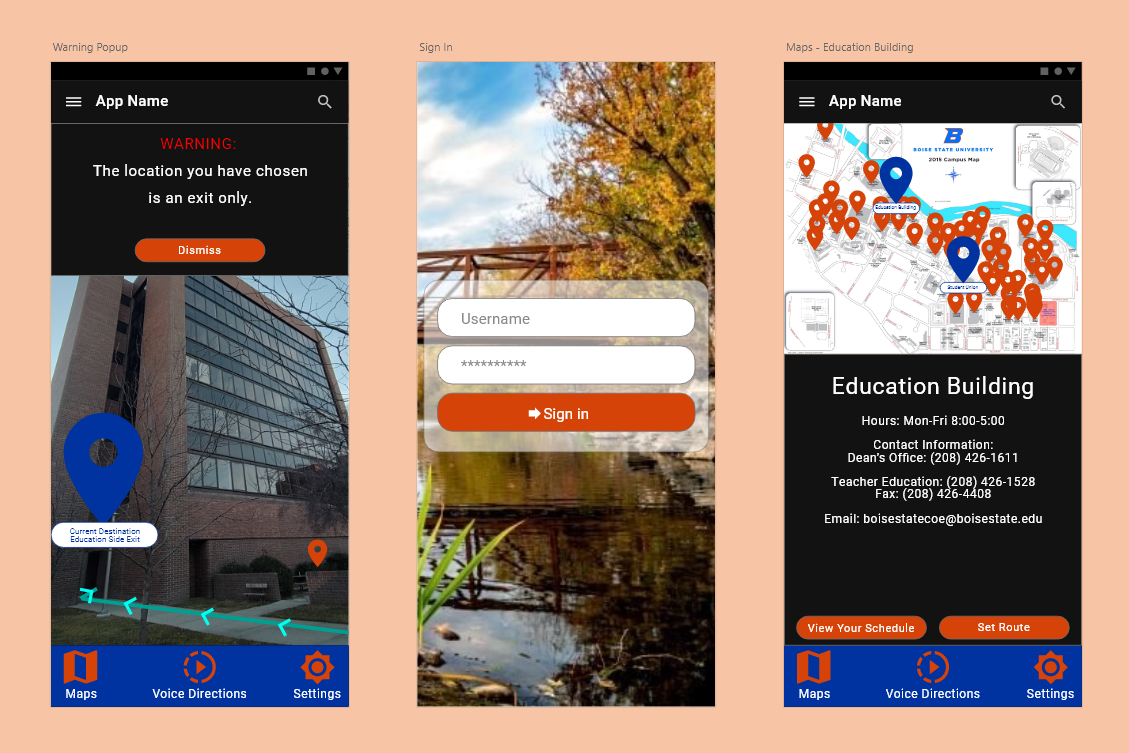 Warning Popup
App Name
WARNING:
The location you have chosen
is an exit only.
Dismiss
Current Destination
Education Side Exit
Maps
Voice Directions
Settings
Sign In
Username
**********
Sign in
Maps - Education Building
App Name
B
BOISE STATE UNIVERSITY
2015 Campus Map
Education Building
Student Union
Education Building
Hours: Mon-Fri 8:00-5:00
Contact Information:
Dean's Office: (208) 426-1611
Teacher Education: (208) 426-1528
Fax: (208) 426-4408
Email: boisestatecoe@boisestate.edu
View Your Schedule
Set Route
Maps
Voice Directions
Settings